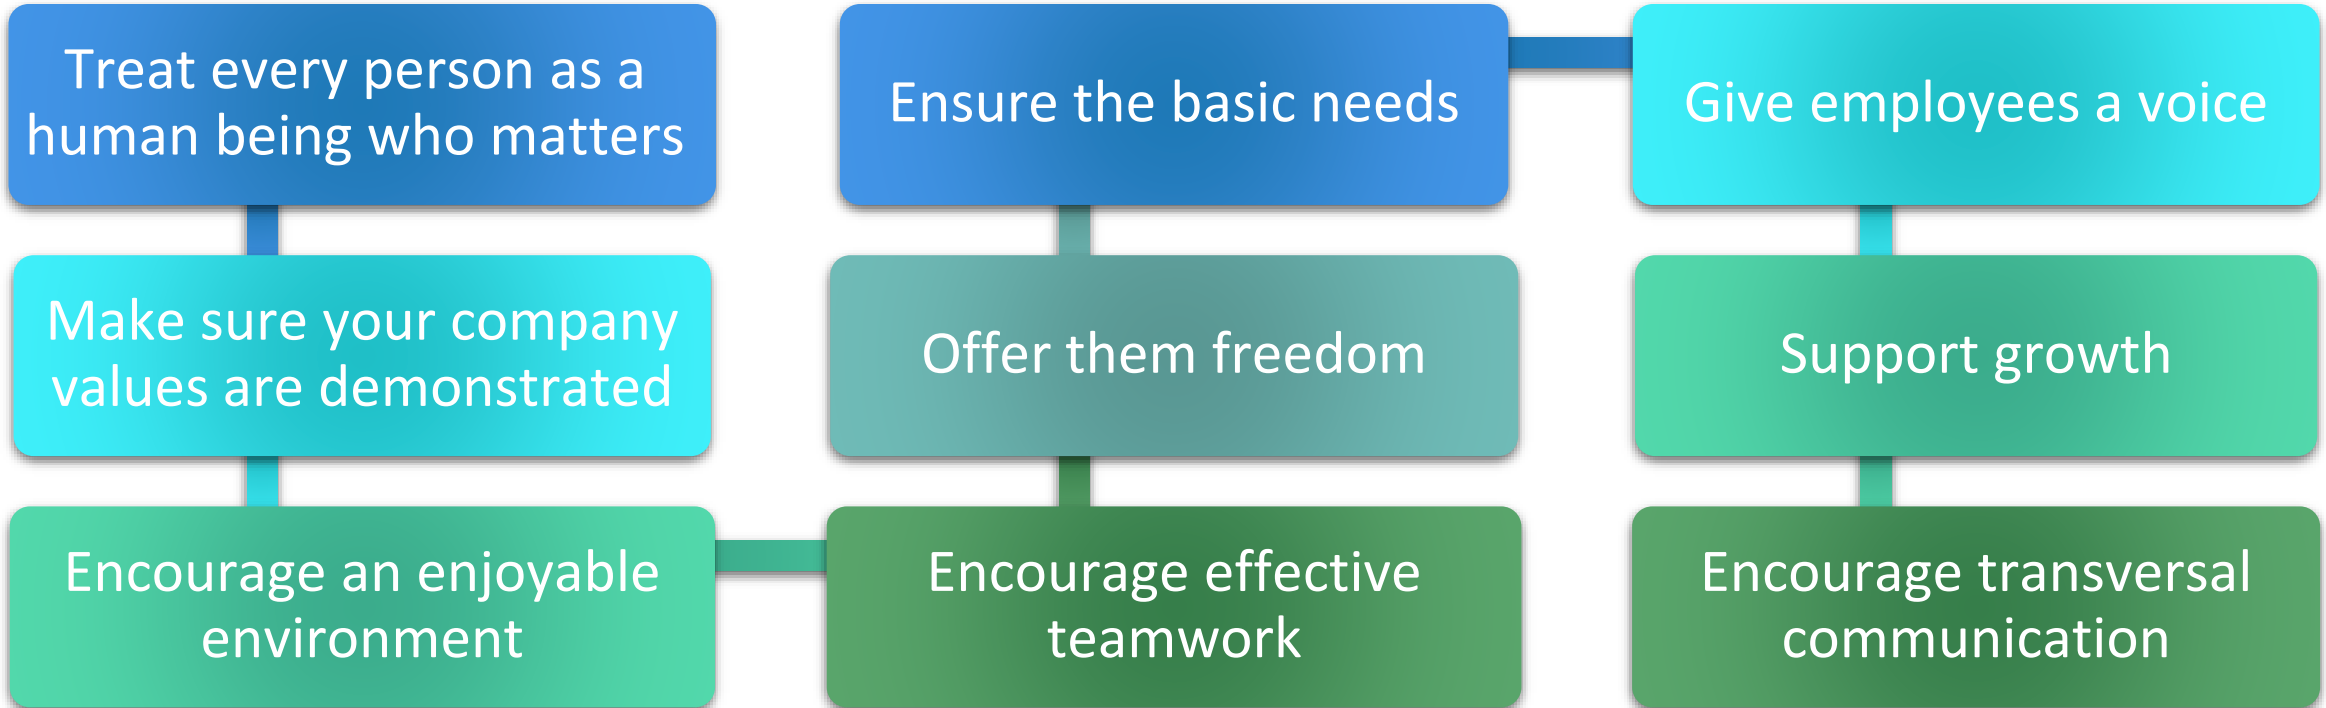 Treat every person as a
human being who matters
Make sure your company
values are demonstrated
Encourage an enjoyable
environment
Encourage effective
teamwork
Offer them freedom
Ensure the basic needs
Give employees a voice
Support growth
Encourage transversal
communication